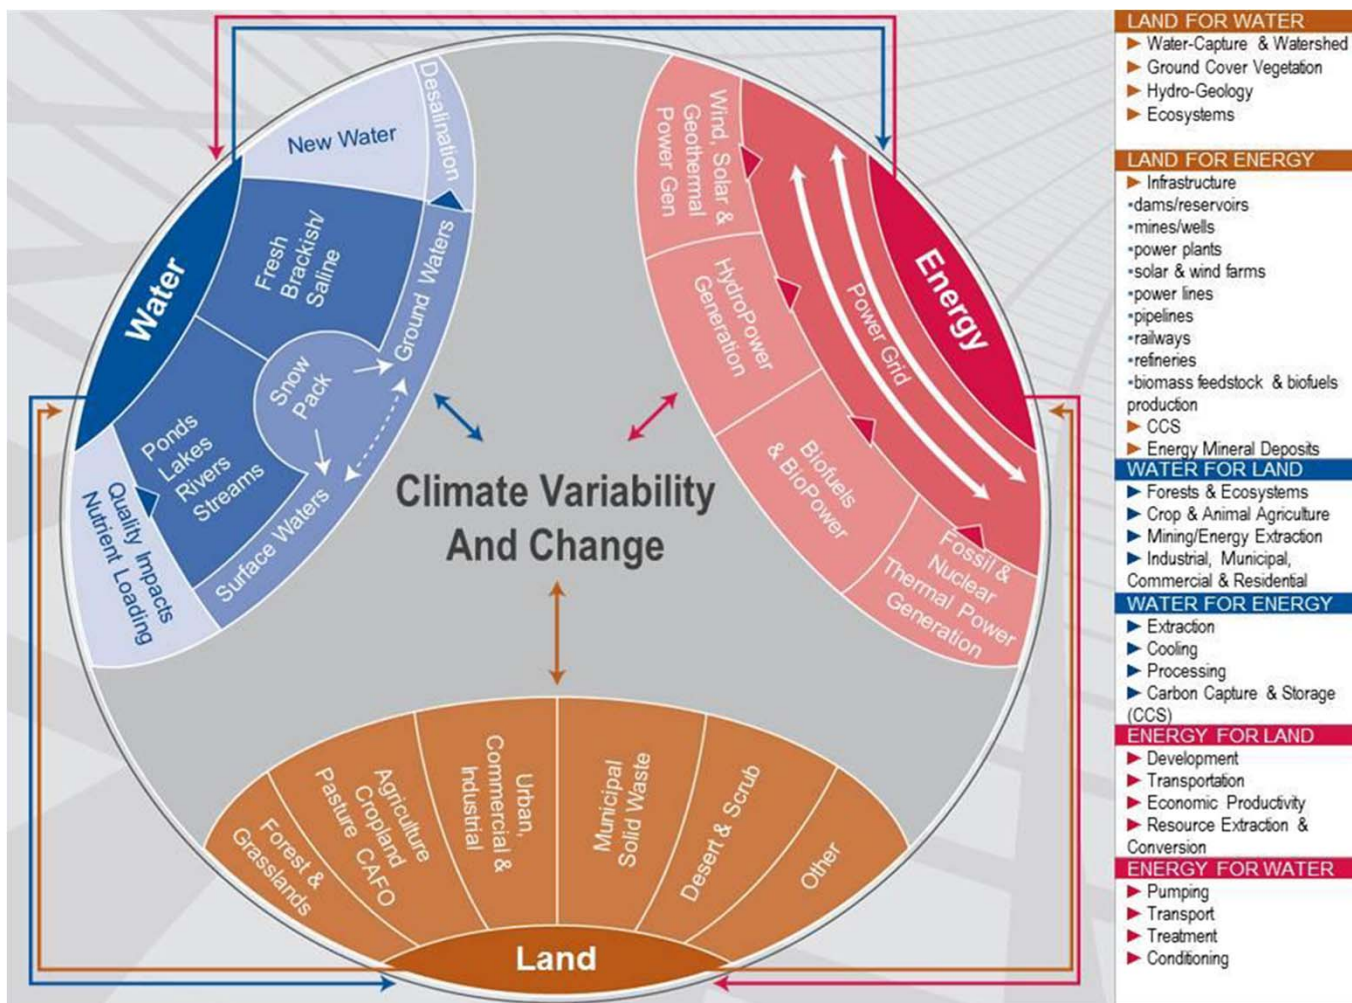 Water
New Water
Desalination
Fresh
Brackish/
Saline
Ground Waters
Snow
Pack
Ponds
Lakes
Rivers
Streams
Surface Waters
Quality Impacts
Nutrient Loading
Energy
Power Grid
Wind, Solar &
Geothermal
Power Gen
HydroPower
Generation
Biofuels
& BioPower
Fossil &
Nuclear
Thermal Power
Generation
Climate Variability
And Change
Forest &
Grasslands
Agriculture
Cropland
Pasture CAFO
Urban,
Commercial &
Industrial
Municipal
Solid Waste
Desert & Scrub
Other
Land
LAND FOR WATER
Water-Capture & Watershed
Ground Cover Vegetation
Hydro-Geology
Ecosystems
LAND FOR ENERGY
Infrastructure
▪dams/reservoirs
▪mines/wells
▪power plants
▪solar & wind farms
▪power lines
▪pipelines
▪railways
▪refineries
▪biomass feedstock & biofuels
production
CCS
Energy Mineral Deposits
WATER FOR LAND
Forests & Ecosystems
Crop & Animal Agriculture
Mining/Energy Extraction
Industrial, Municipal,
Commercial & Residential
WATER FOR ENERGY
Extraction
Cooling
Processing
Carbon Capture & Storage
(CCS)
ENERGY FOR LAND
Development
Transportation
Economic Productivity
Resource Extraction &
Conversion
ENERGY FOR WATER
Pumping
Transport
Treatment
Conditioning